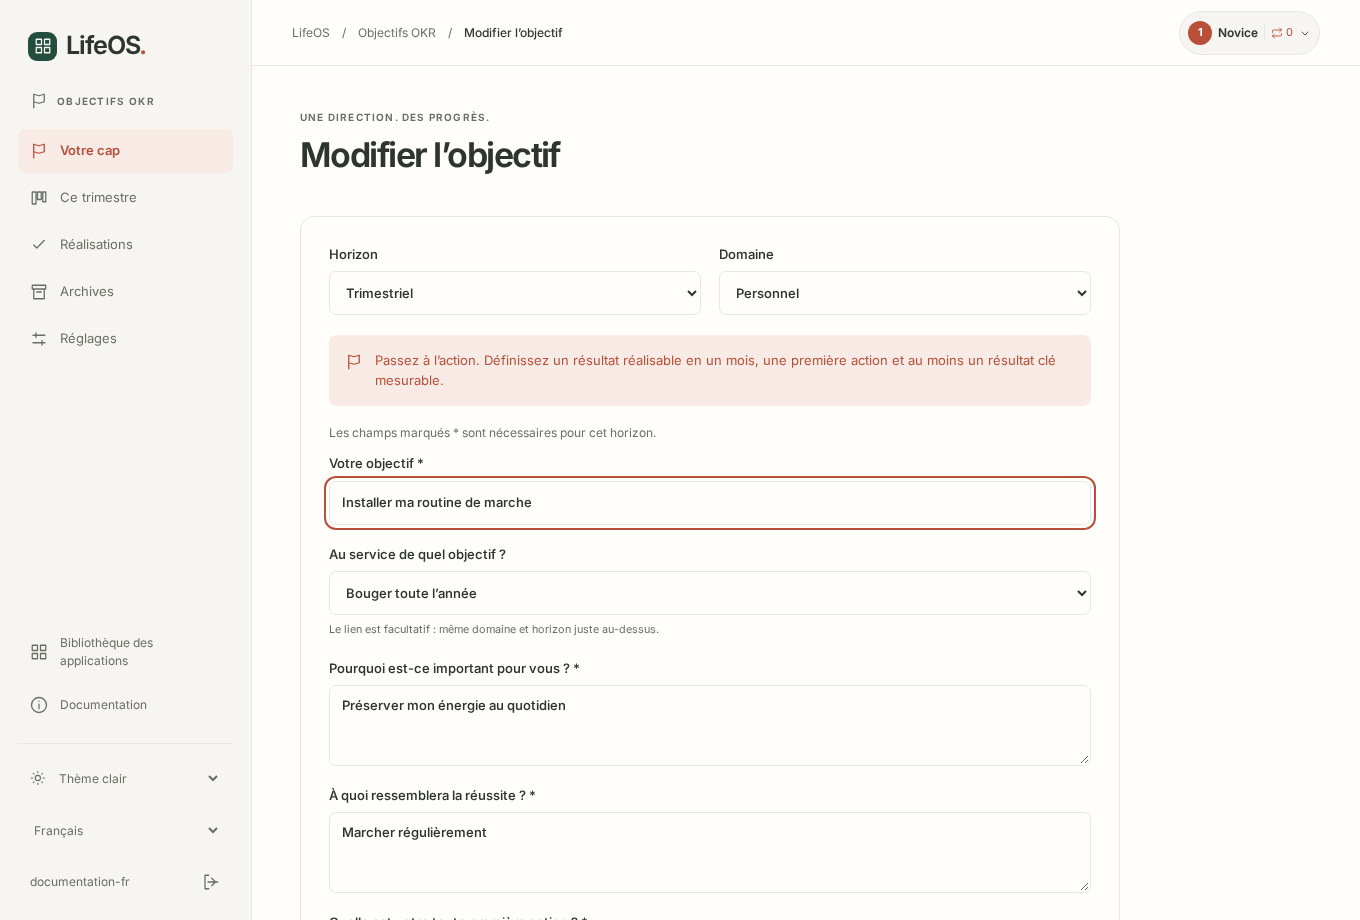 LifeOS.
OBJECTIFS OKR
Votre cap
Ce trimestre
Réalisations
Archives
Réglages
Bibliothèque des
applications
Documentation
Thème clair
Français
documentation-fr
LifeOS / Objectifs OKR / Modifier l’objectif
1 Novice 0
UNE DIRECTION. DES PROGRÈS.
Modifier l’objectif
Horizon
Trimestriel
Domaine
Personnel
Passez à l’action. Définissez un résultat réalisable en un mois, une première action et au moins un résultat clé
mesurable.
Les champs marqués * sont nécessaires pour cet horizon.
Votre objectif *
Installer ma routine de marche
Au service de quel objectif ?
Bouger toute l’année
Le lien est facultatif : même domaine et horizon juste au-dessus.
Pourquoi est-ce important pour vous ? *
Préserver mon énergie au quotidien
À quoi ressemblera la réussite ? *
Marcher régulièrement